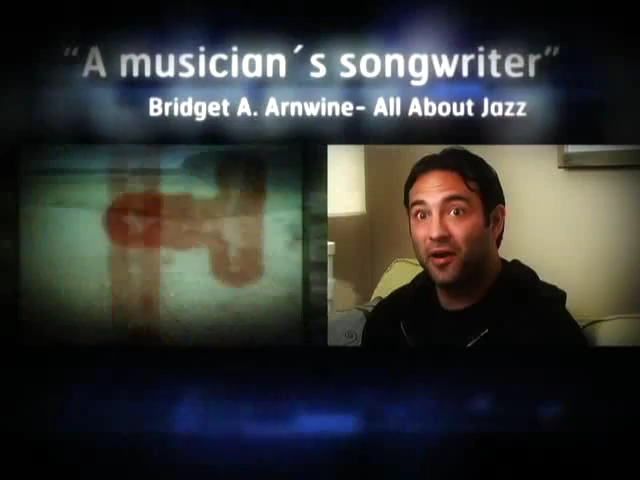 “A musician´s songwriter”
Bridget A. Arnwine- All About Jazz